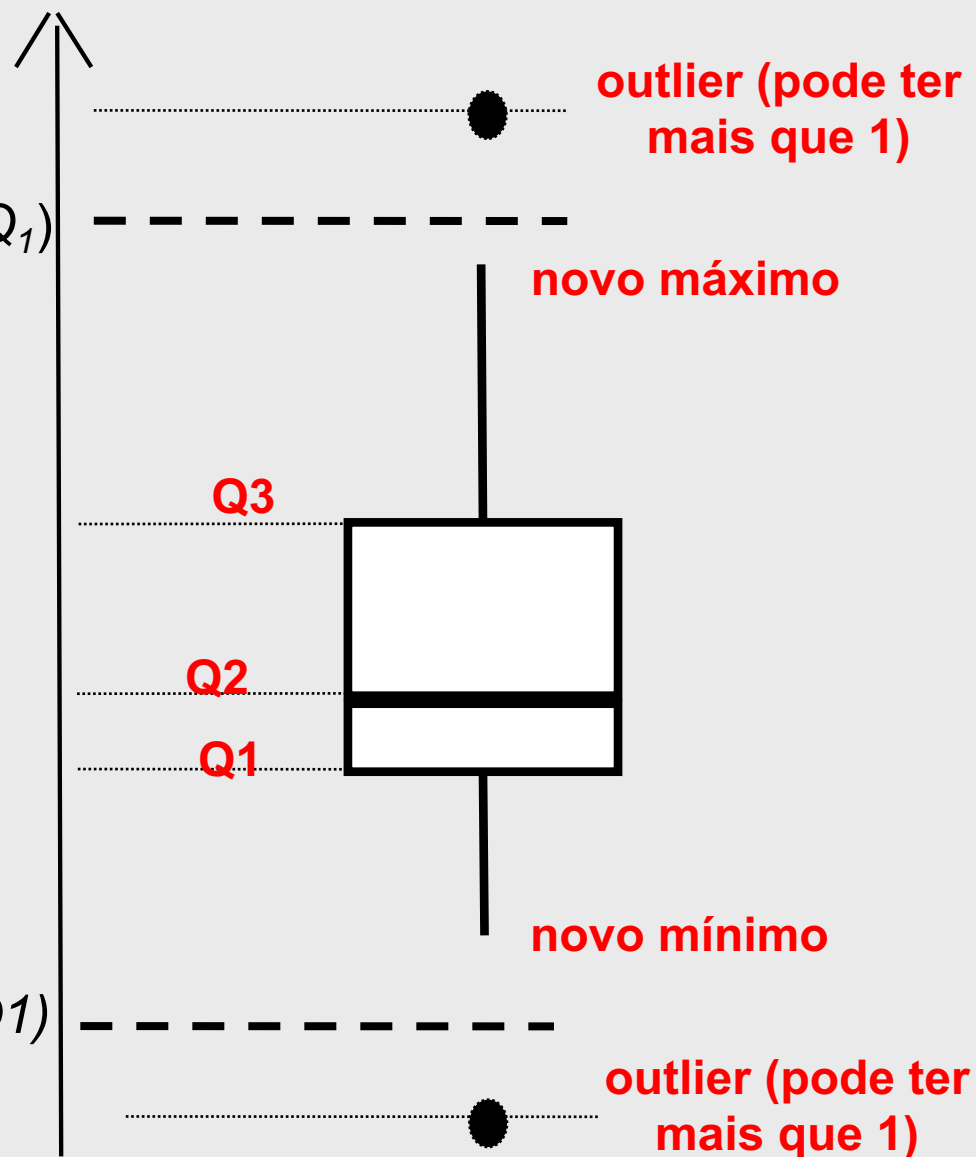 outlier (pode ter
mais que 1)
Q₁)
novo máximo
Q3
Q2
Q1
novo mínimo
1)
outlier (pode ter
mais que 1)